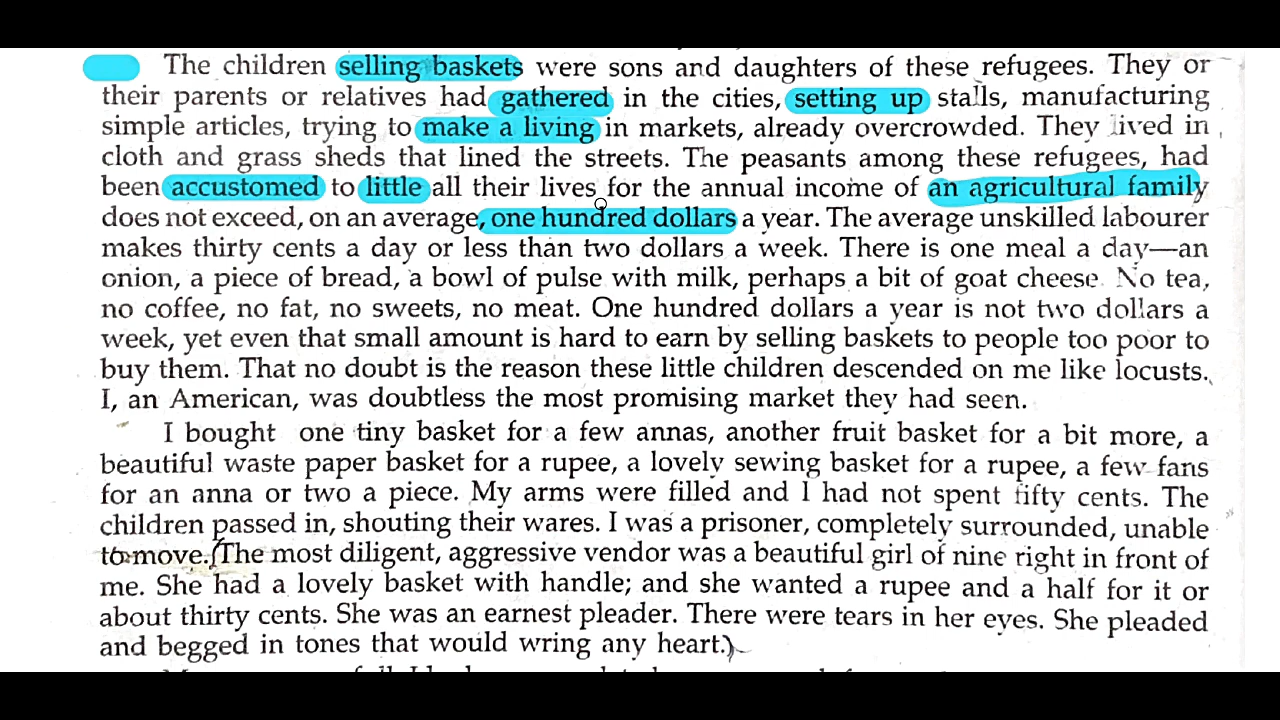 The children selling baskets were sons and daughters of these refugees. They or
their parents or relatives had gathered in the cities, setting up stalls, manufacturing
simple articles, trying to make a living in markets, already overcrowded. They lived in
cloth and grass sheds that lined the streets. The peasants among these refugees, had
been accustomed to little all their lives for the annual income of an agricultural family
does not exceed, on an average, one hundred dollars a year. The average unskilled labourer
makes thirty cents a day or less than two dollars a week. There is one meal a day—an
onion, a piece of bread, a bowl of pulse with milk, perhaps a bit of goat cheese. No tea,
no coffee, no fat, no sweets, no meat. One hundred dollars a year is not two dollars a
week, yet even that small amount is hard to earn by selling baskets to people too poor to
buy them. That no doubt is the reason these little children descended on me like locusts.
I, an American, was doubtless the most promising market they had seen.
I bought one tiny basket for a few annas, another fruit basket for a bit more, a
beautiful waste paper basket for a rupee, a lovely sewing basket for a rupee, a few fans
for an anna or two a piece. My arms were filled and I had not spent fifty cents. The
children passed in, shouting their wares. I was a prisoner, completely surrounded, unable
to move. (The most diligent, aggressive vendor was a beautiful girl of nine right in front of
me. She had a lovely basket with handle; and she wanted a rupee and a half for it or
about thirty cents. She was an earnest pleader. There were tears in her eyes. She pleaded
and begged in tones that would wring any heart.)